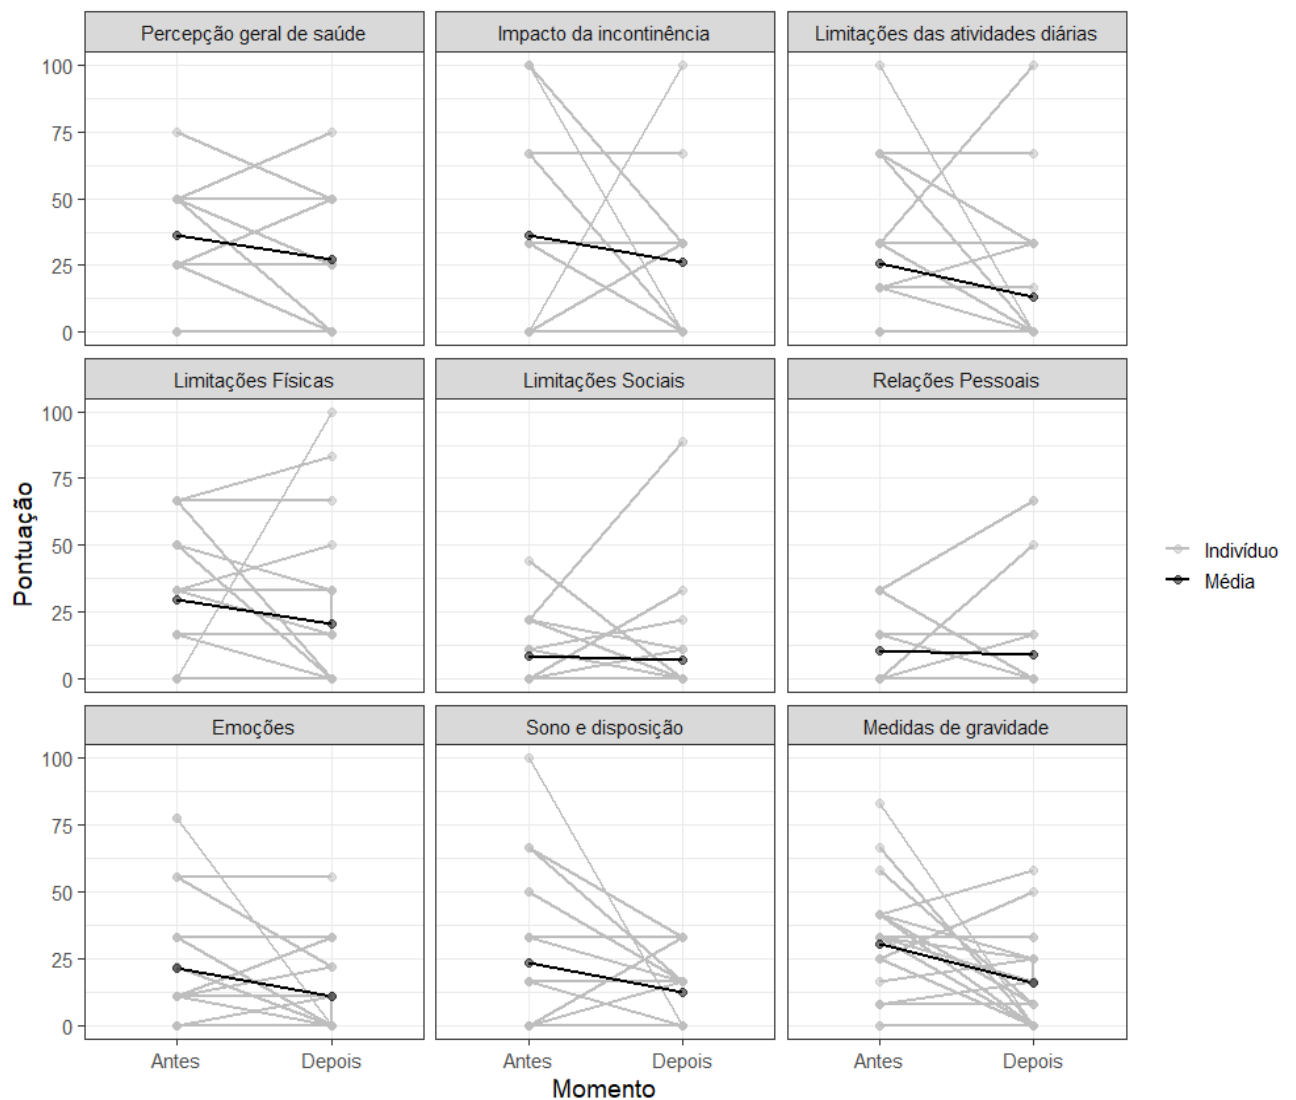 Percepção geral de saúde
Impacto da incontinência
Limitações das atividades diárias
100
75
50
25
0
Limitações Físicas
Limitações Sociais
Relações Pessoais
100
75
50
25
0
Pontuação
Indivíduo
Média
Emoções
Sono e disposição
Medidas de gravidade
100
75
50
25
0
Antes
Depois
Antes
Depois
Antes
Depois
Momento